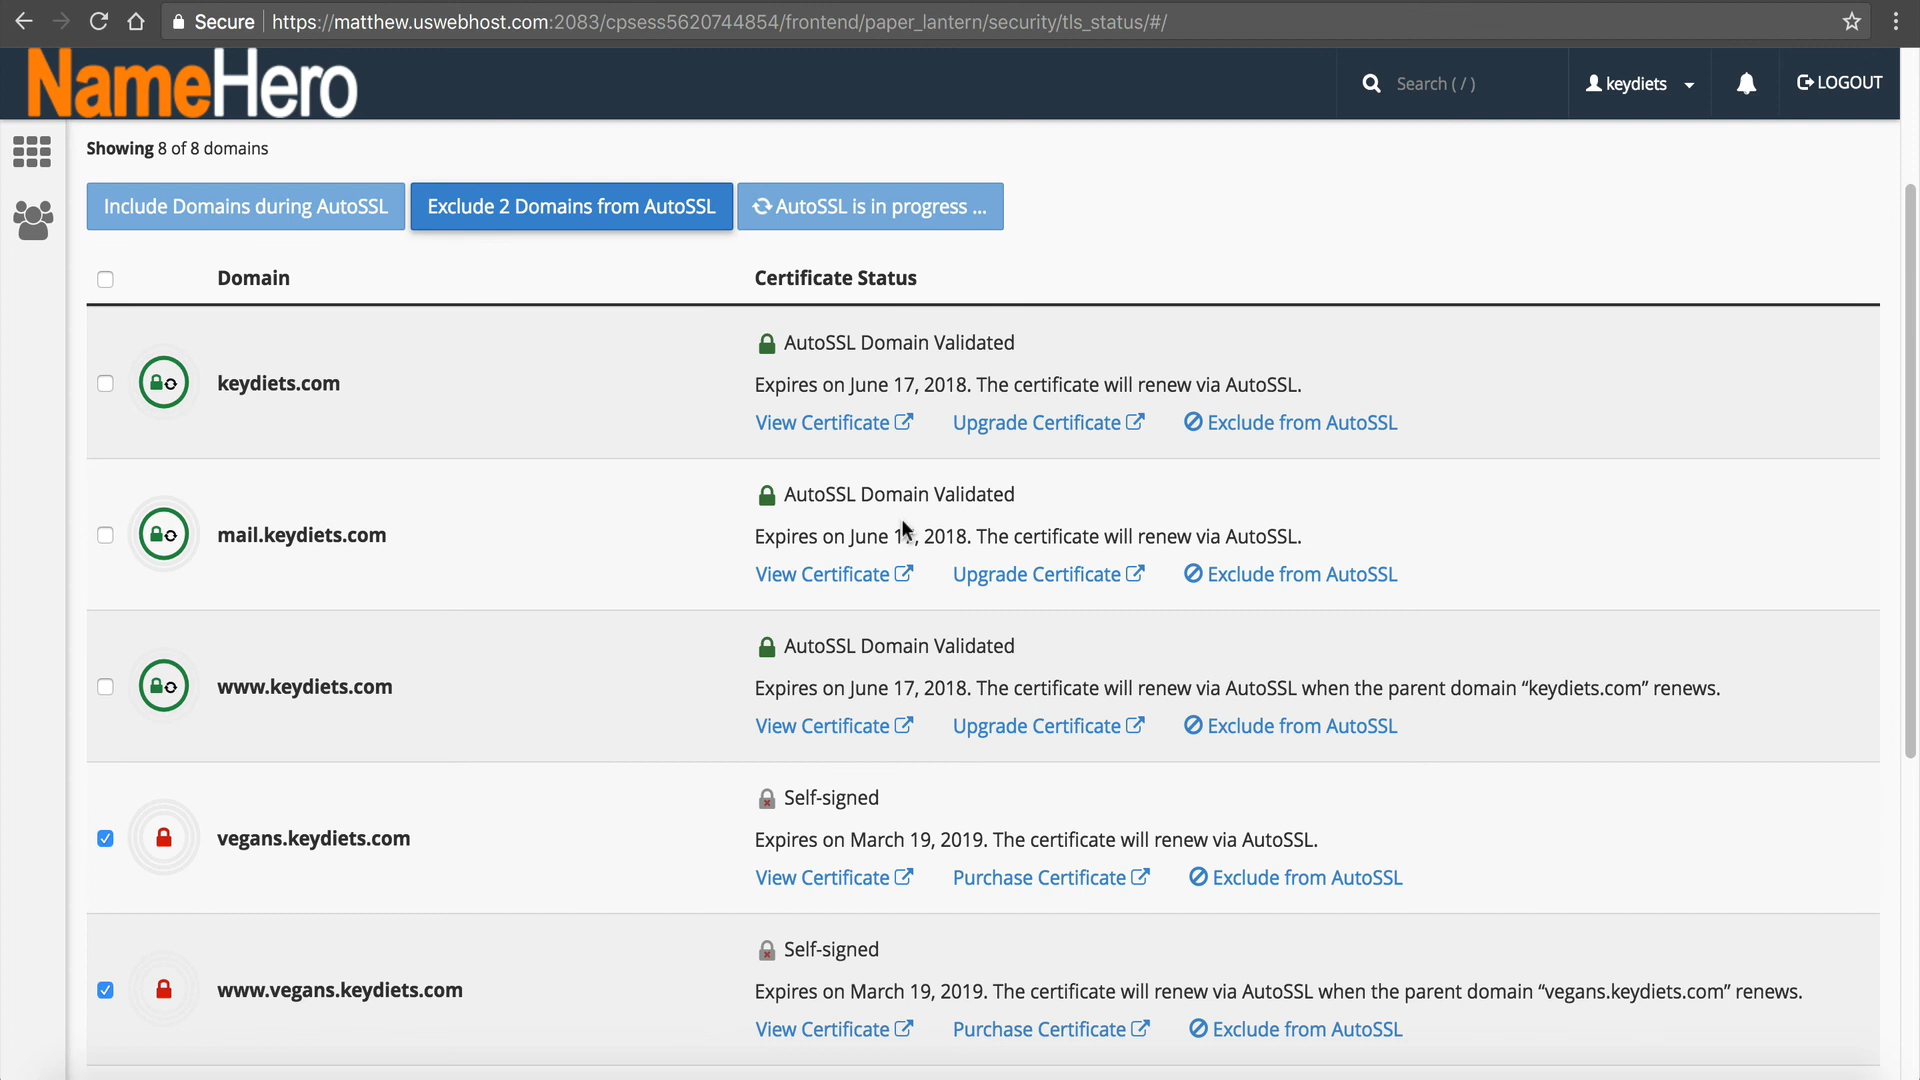 Secure https://matthew.uswebhost.com:2083/cpsess5620744854/frontend/paper_lantern/security/tls_status/#/
NameHero
Search ( / )
keydiets
LOGOUT
Showing 8 of 8 domains
Include Domains during AutoSSL
Exclude 2 Domains from AutoSSL
AutoSSL is in progress ...
Domain
Certificate Status
keydiets.com
AutoSSL Domain Validated
Expires on June 17, 2018. The certificate will renew via AutoSSL.
View Certificate Upgrade Certificate Exclude from AutoSSL
mail.keydiets.com
AutoSSL Domain Validated
Expires on June 17, 2018. The certificate will renew via AutoSSL.
View Certificate Upgrade Certificate Exclude from AutoSSL
www.keydiets.com
AutoSSL Domain Validated
Expires on June 17, 2018. The certificate will renew via AutoSSL when the parent domain “keydiets.com” renews.
View Certificate Upgrade Certificate Exclude from AutoSSL
vegans.keydiets.com
Self-signed
Expires on March 19, 2019. The certificate will renew via AutoSSL.
View Certificate Purchase Certificate Exclude from AutoSSL
www.vegans.keydiets.com
Self-signed
Expires on March 19, 2019. The certificate will renew via AutoSSL when the parent domain “vegans.keydiets.com” renews.
View Certificate Purchase Certificate Exclude from AutoSSL